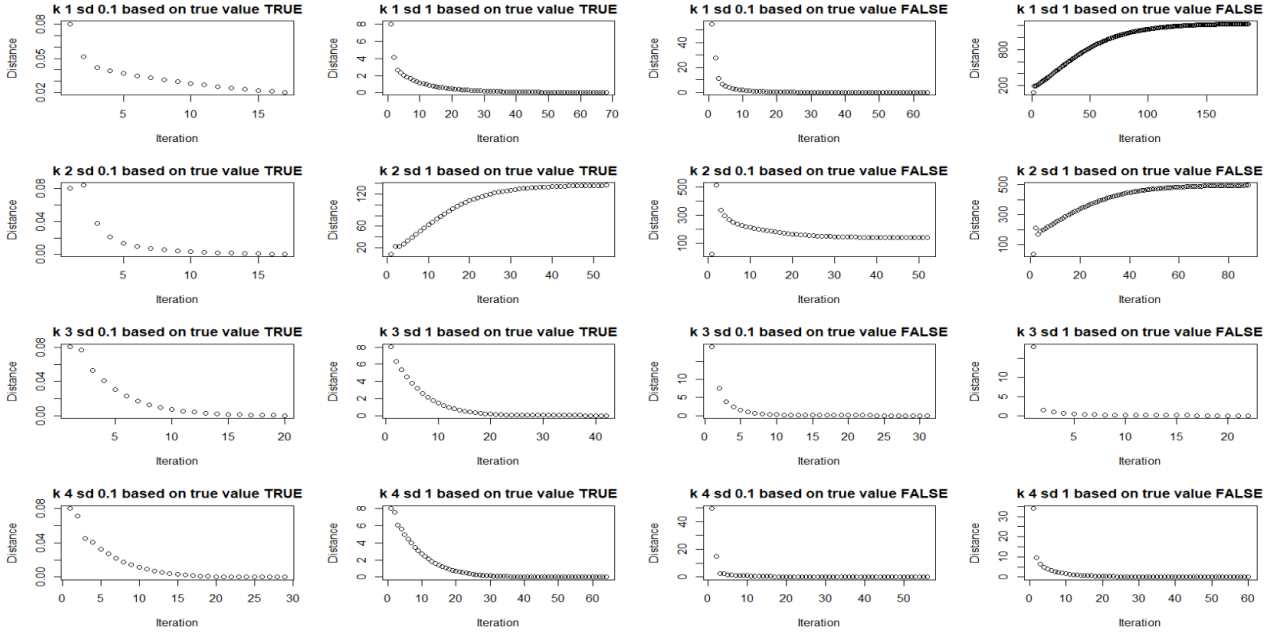 k 1 sd 0.1 based on true value TRUE
Distance
0.02 0.05 0.08
5 10 15
Iteration
k 1 sd 1 based on true value TRUE
Distance
0 2 4 6 8
0 10 20 30 40 50 60 70
Iteration
k 1 sd 0.1 based on true value FALSE
Distance
0 20 40
0 10 20 30 40 50 60
Iteration
k 1 sd 1 based on true value FALSE
Distance
200 800
0 50 100 150
Iteration
k 2 sd 0.1 based on true value TRUE
Distance
0.00 0.04 0.08
5 10 15
Iteration
k 2 sd 1 based on true value TRUE
Distance
20 60 120
0 10 20 30 40 50
Iteration
k 2 sd 0.1 based on true value FALSE
Distance
100 300 500
0 10 20 30 40 50
Iteration
k 2 sd 1 based on true value FALSE
Distance
100 300 500
0 20 40 60 80
Iteration
k 3 sd 0.1 based on true value TRUE
Distance
0.00 0.04 0.08
5 10 15 20
Iteration
k 3 sd 1 based on true value TRUE
Distance
0 2 4 6 8
0 10 20 30 40
Iteration
k 3 sd 0.1 based on true value FALSE
Distance
0 5 10 15
0 5 10 15 20 25 30
Iteration
k 3 sd 1 based on true value FALSE
Distance
0 5 10 15
5 10 15 20
Iteration
k 4 sd 0.1 based on true value TRUE
Distance
0.00 0.04 0.08
0 5 10 15 20 25 30
Iteration
k 4 sd 1 based on true value TRUE
Distance
0 2 4 6 8
0 10 20 30 40 50 60
Iteration
k 4 sd 0.1 based on true value FALSE
Distance
0 20 40
0 10 20 30 40 50
Iteration
k 4 sd 1 based on true value FALSE
Distance
0 10 20 30
0 10 20 30 40 50 60
Iteration